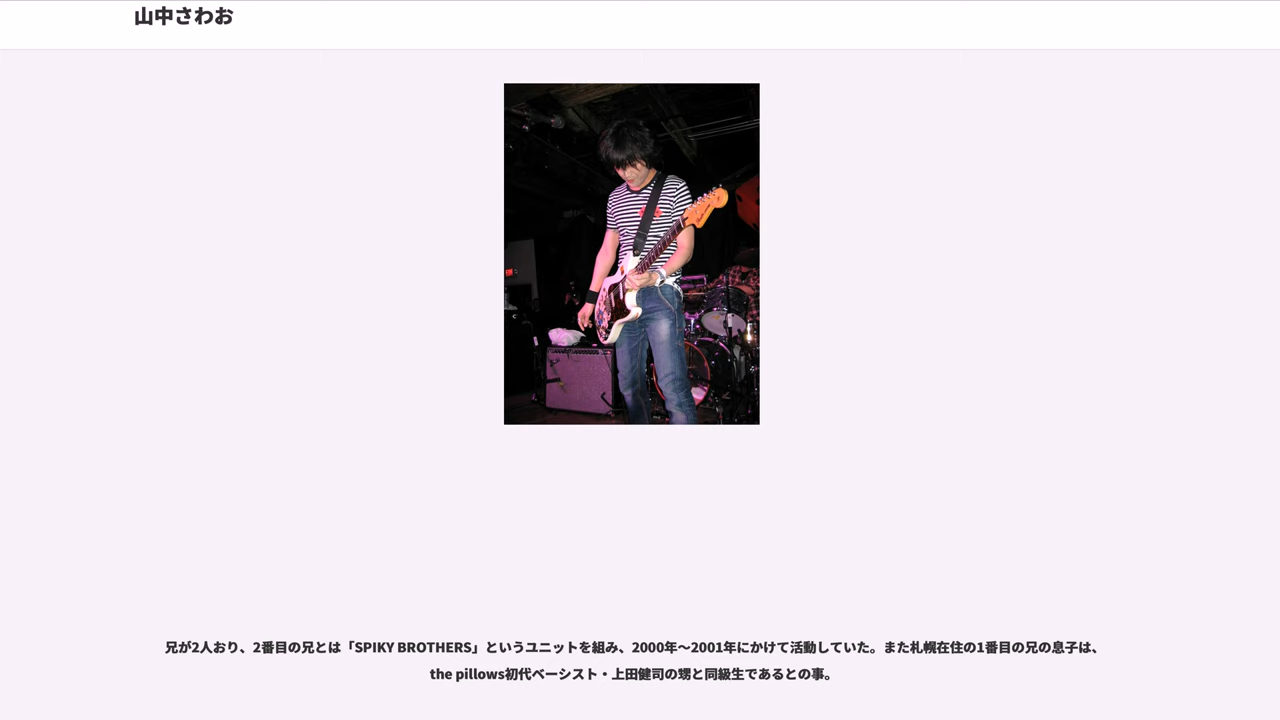 山中さわお
兄が2人おり、2番目の兄とは「SPIKY BROTHERS」というユニットを組み、2000年〜2001年にかけて活動していた。また札幌在住の1番目の兄の息子は、
the pillows初代ベーシスト・上田健司の甥と同級生であるとの事。